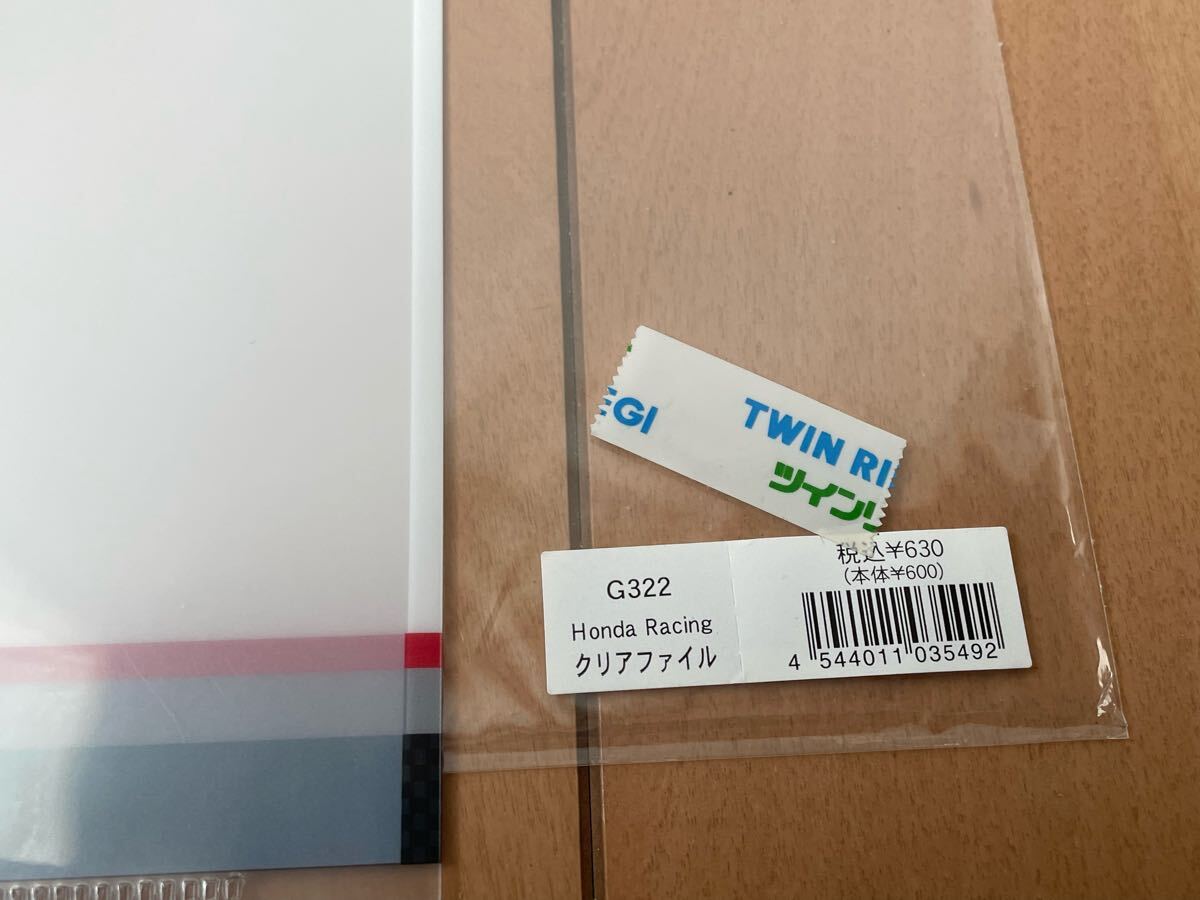 EGI TWIN RI
ツインリ
税込¥630
(本体¥600)
G322
Honda Racing
クリアファイル
4 544011 035492